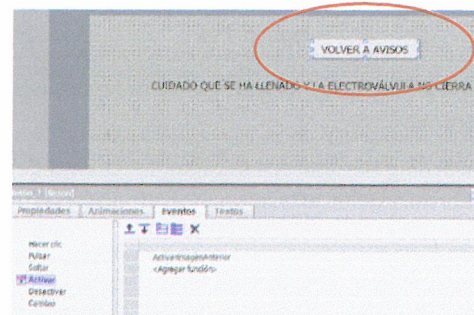 VOLVER A AVISOS
CUIDADO QUE SE HA LLENADO Y LA ELECTROVÁLVULA NO CIERRA
Propiedades Animaciones Eventos Textos
Hacer clic
Pulsar
Soltar
Activar
Desactivar
Cambio
ActivarImagenAnterior
<Agregar función>